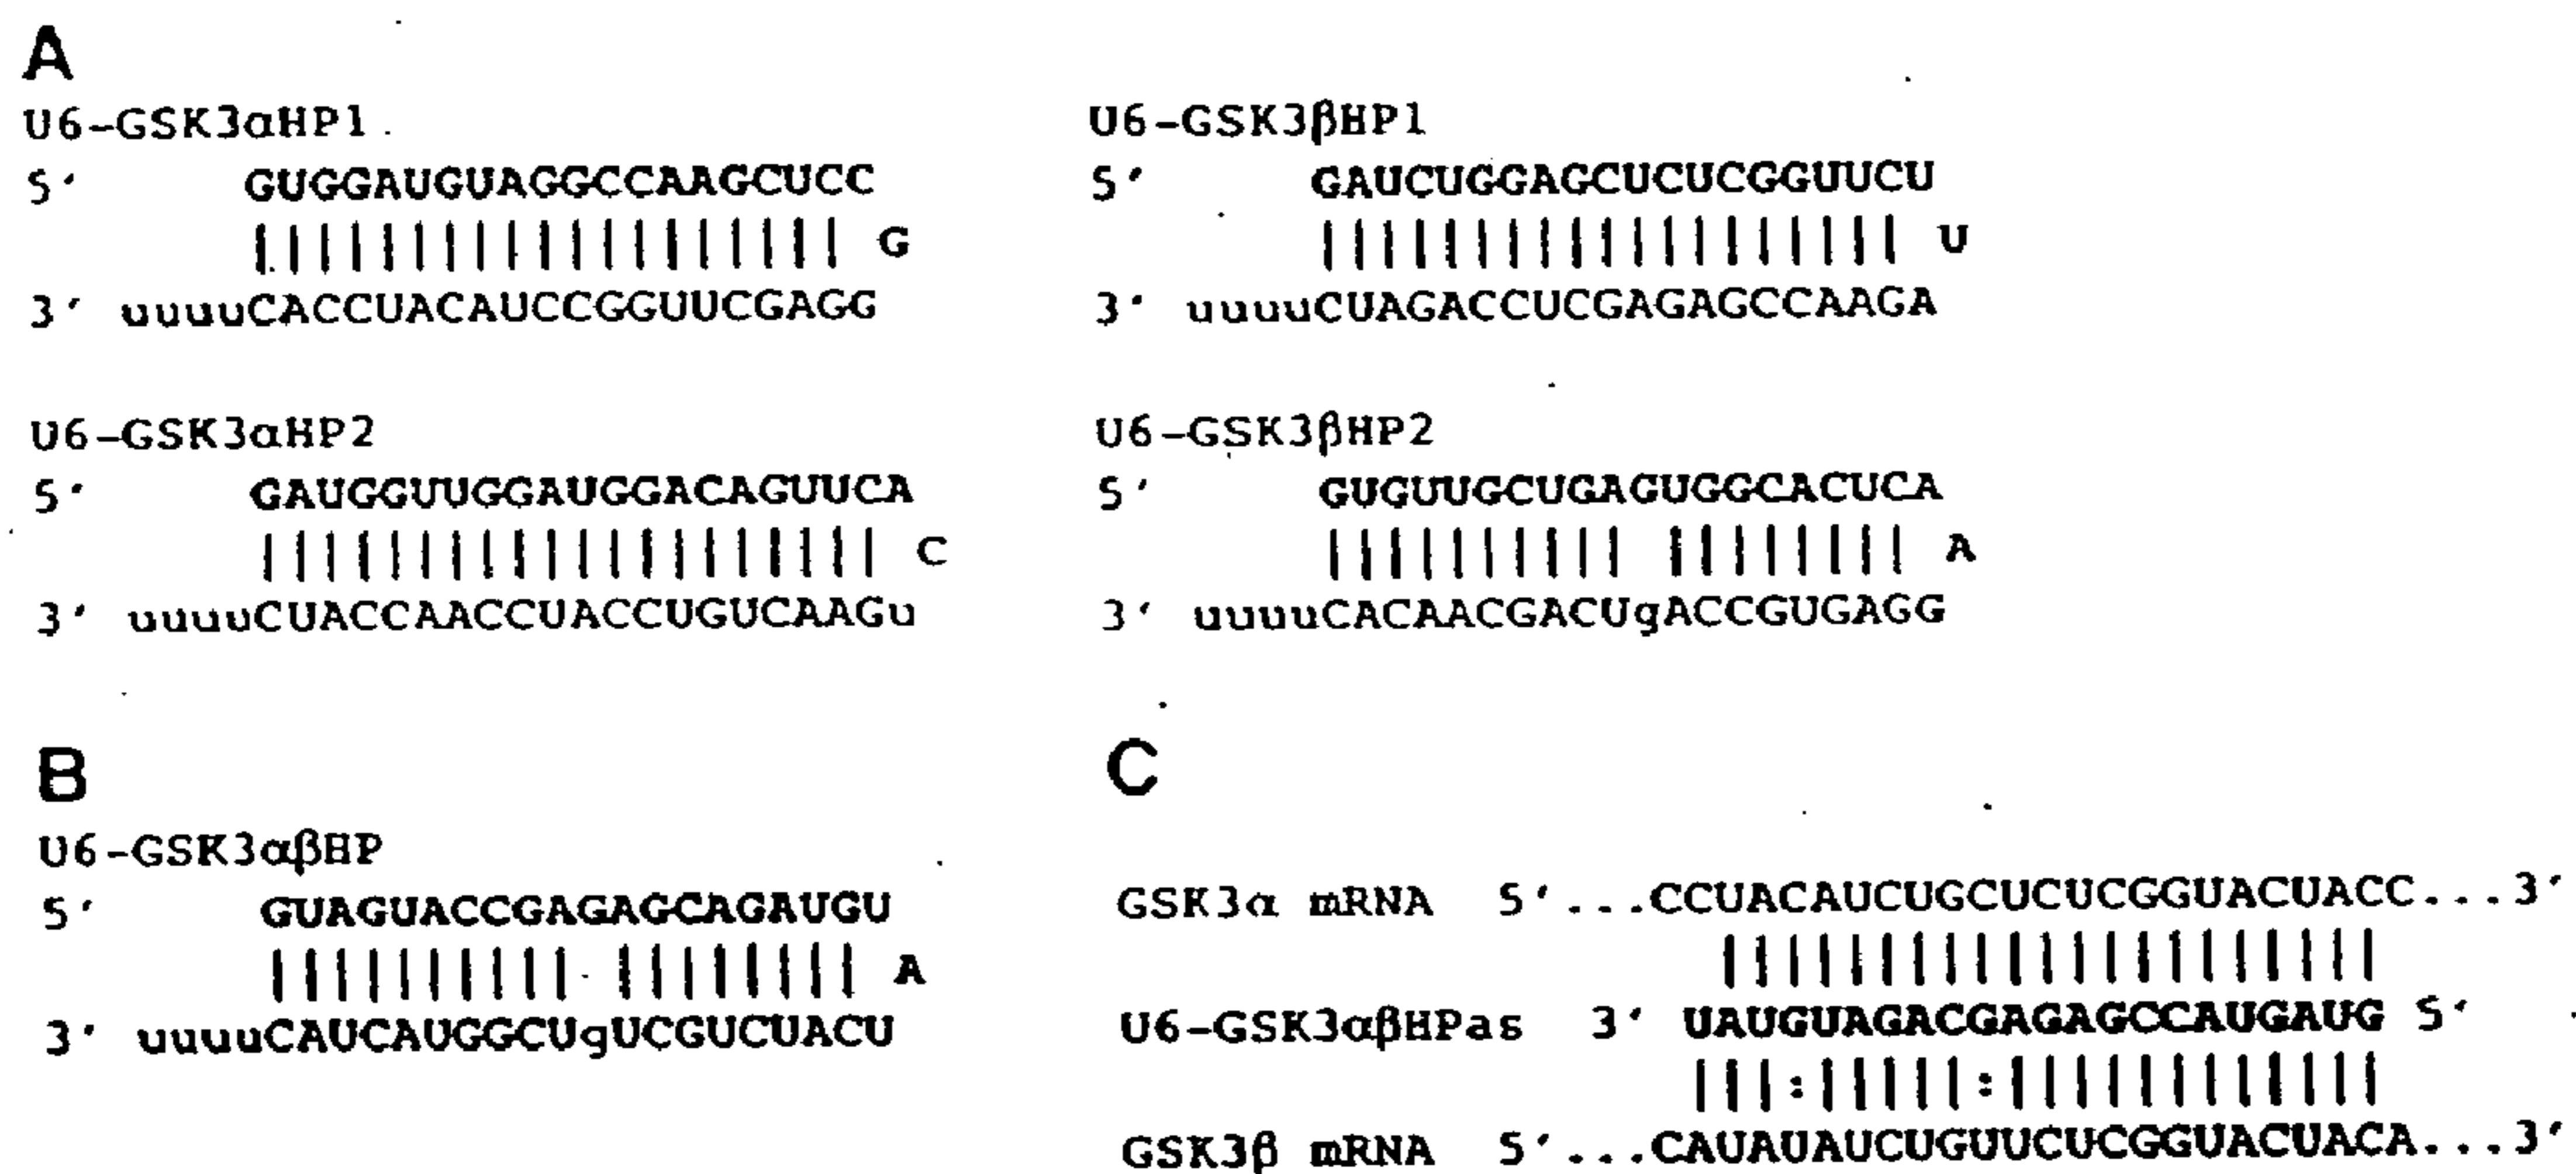 A
U6-GSK3αHP1
5' GUGGAUGUAGGCCAAGCUCC
G
3' uuuuCACCUACAUCCGGUUCGAGG
U6-GSK3βHP1
5' GAUCUGGAGCUCUCGGUUCU
U
3' uuuuCUAGACCUCGAGAGCCAAGA
U6-GSK3αHP2
5' GAUGGUUGGAUGGACAGUUCA
C
3' uuuuCUACCAACCUACCUGUCAAGu
U6-GSK3βHP2
5' GUGUUGCUGAGUGGCACUCA
A
3' uuuuCACAACGACUgACCGUGAGG
B
U6-GSK3αβHP
5' GUAGUACCGAGAGCAGAUGU
A
3' uuuuCAUCAUGGCUgUCGUCUACU
C
GSK3α mRNA 5'...CCUACAUCUGCUCUCGGUACUACC...3'
U6-GSK3αβHPas 3' UAUGUAGACGAGAGCCAUGAUG 5'
GSK3β mRNA 5'...CAUAUAUCUGUUCUCGGUACUACA...3'